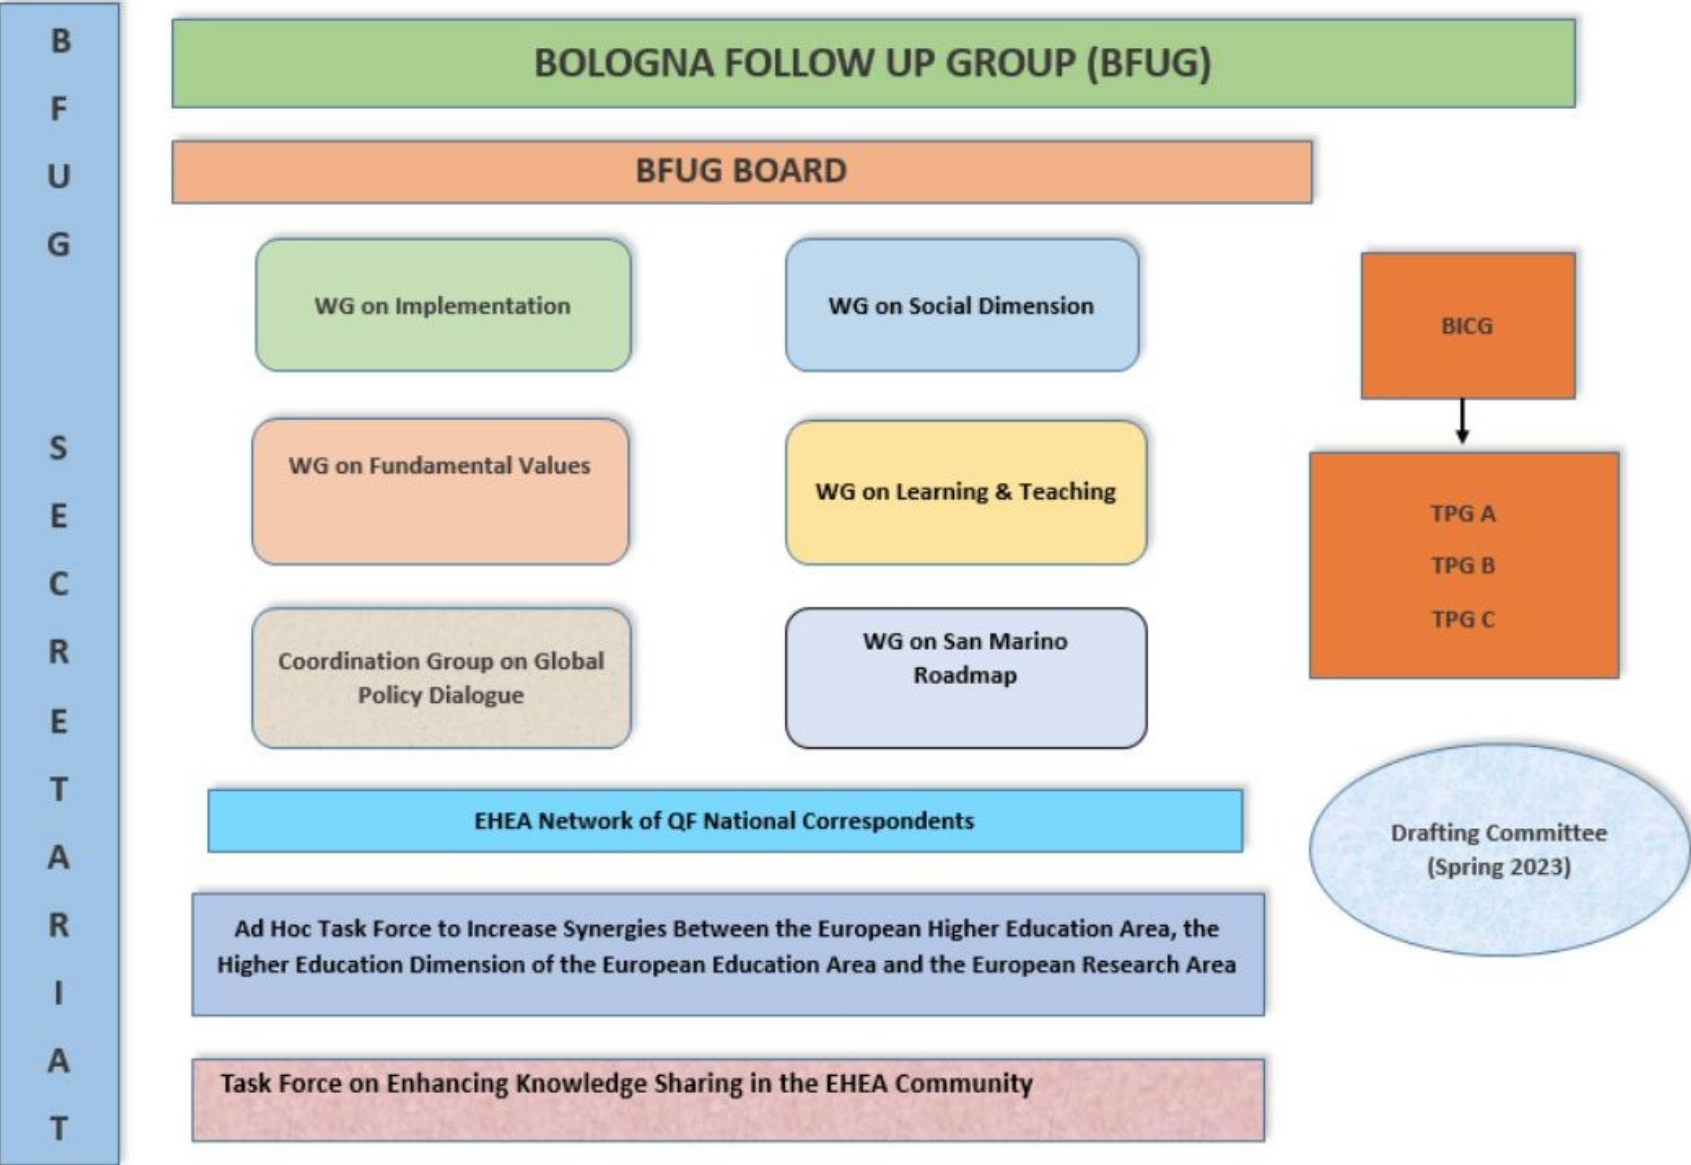 BFUG SECRETARIAT
BOLOGNA FOLLOW UP GROUP (BFUG)
BFUG BOARD
WG on Implementation
WG on Social Dimension
BICG
WG on Fundamental Values
WG on Learning & Teaching
TPG A
TPG B
TPG C
Coordination Group on Global
Policy Dialogue
WG on San Marino
Roadmap
EHEA Network of QF National Correspondents
Drafting Committee
(Spring 2023)
Ad Hoc Task Force to Increase Synergies Between the European Higher Education Area, the
Higher Education Dimension of the European Education Area and the European Research Area
Task Force on Enhancing Knowledge Sharing in the EHEA Community